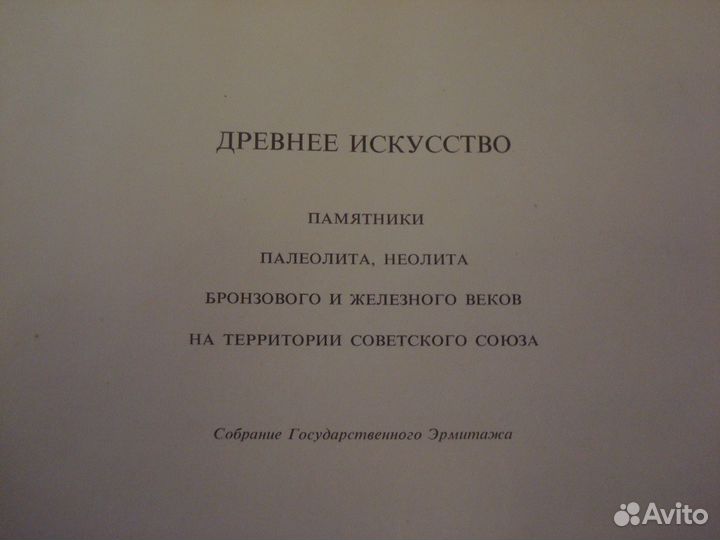 ДРЕВНЕЕ ИСКУССТВО
ПАМЯТНИКИ
ПАЛЕОЛИТА, НЕОЛИТА
БРОНЗОВОГО И ЖЕЛЕЗНОГО ВЕКОВ
НА ТЕРРИТОРИИ СОВЕТСКОГО СОЮЗА
Собрание Государственного Эрмитажа
Avito